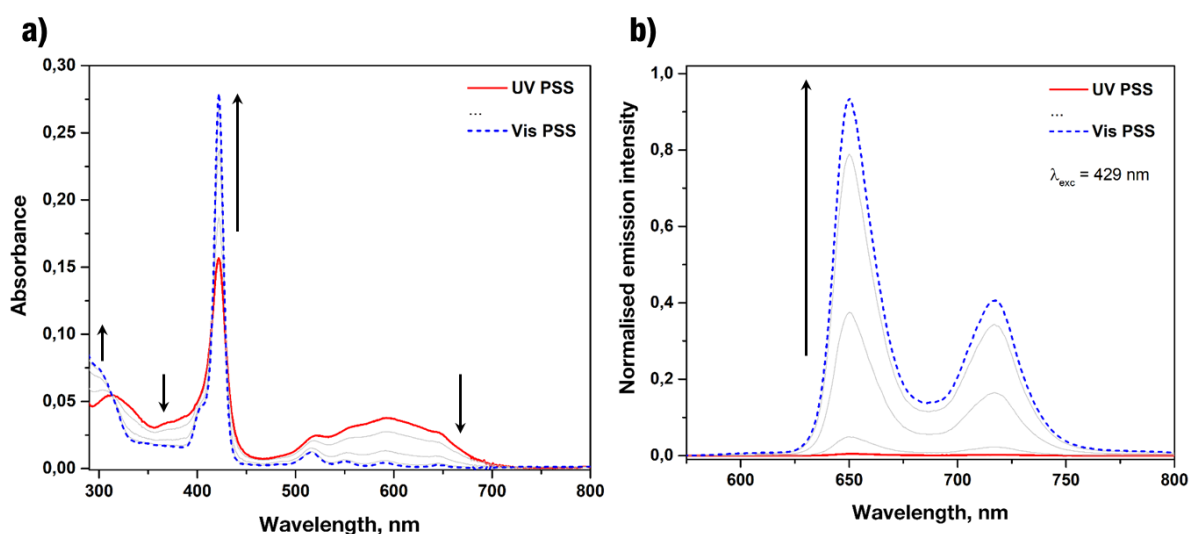 a)
0,30
0,25
0,20
0,15
0,10
0,05
0,00
Absorbance
300 400 500 600 700 800
Wavelength, nm
UV PSS
...
Vis PSS
b)
1,0
0,8
0,6
0,4
0,2
0,0
Normalised emission intensity
600 650 700 750 800
Wavelength, nm
UV PSS
...
Vis PSS
λexc = 429 nm